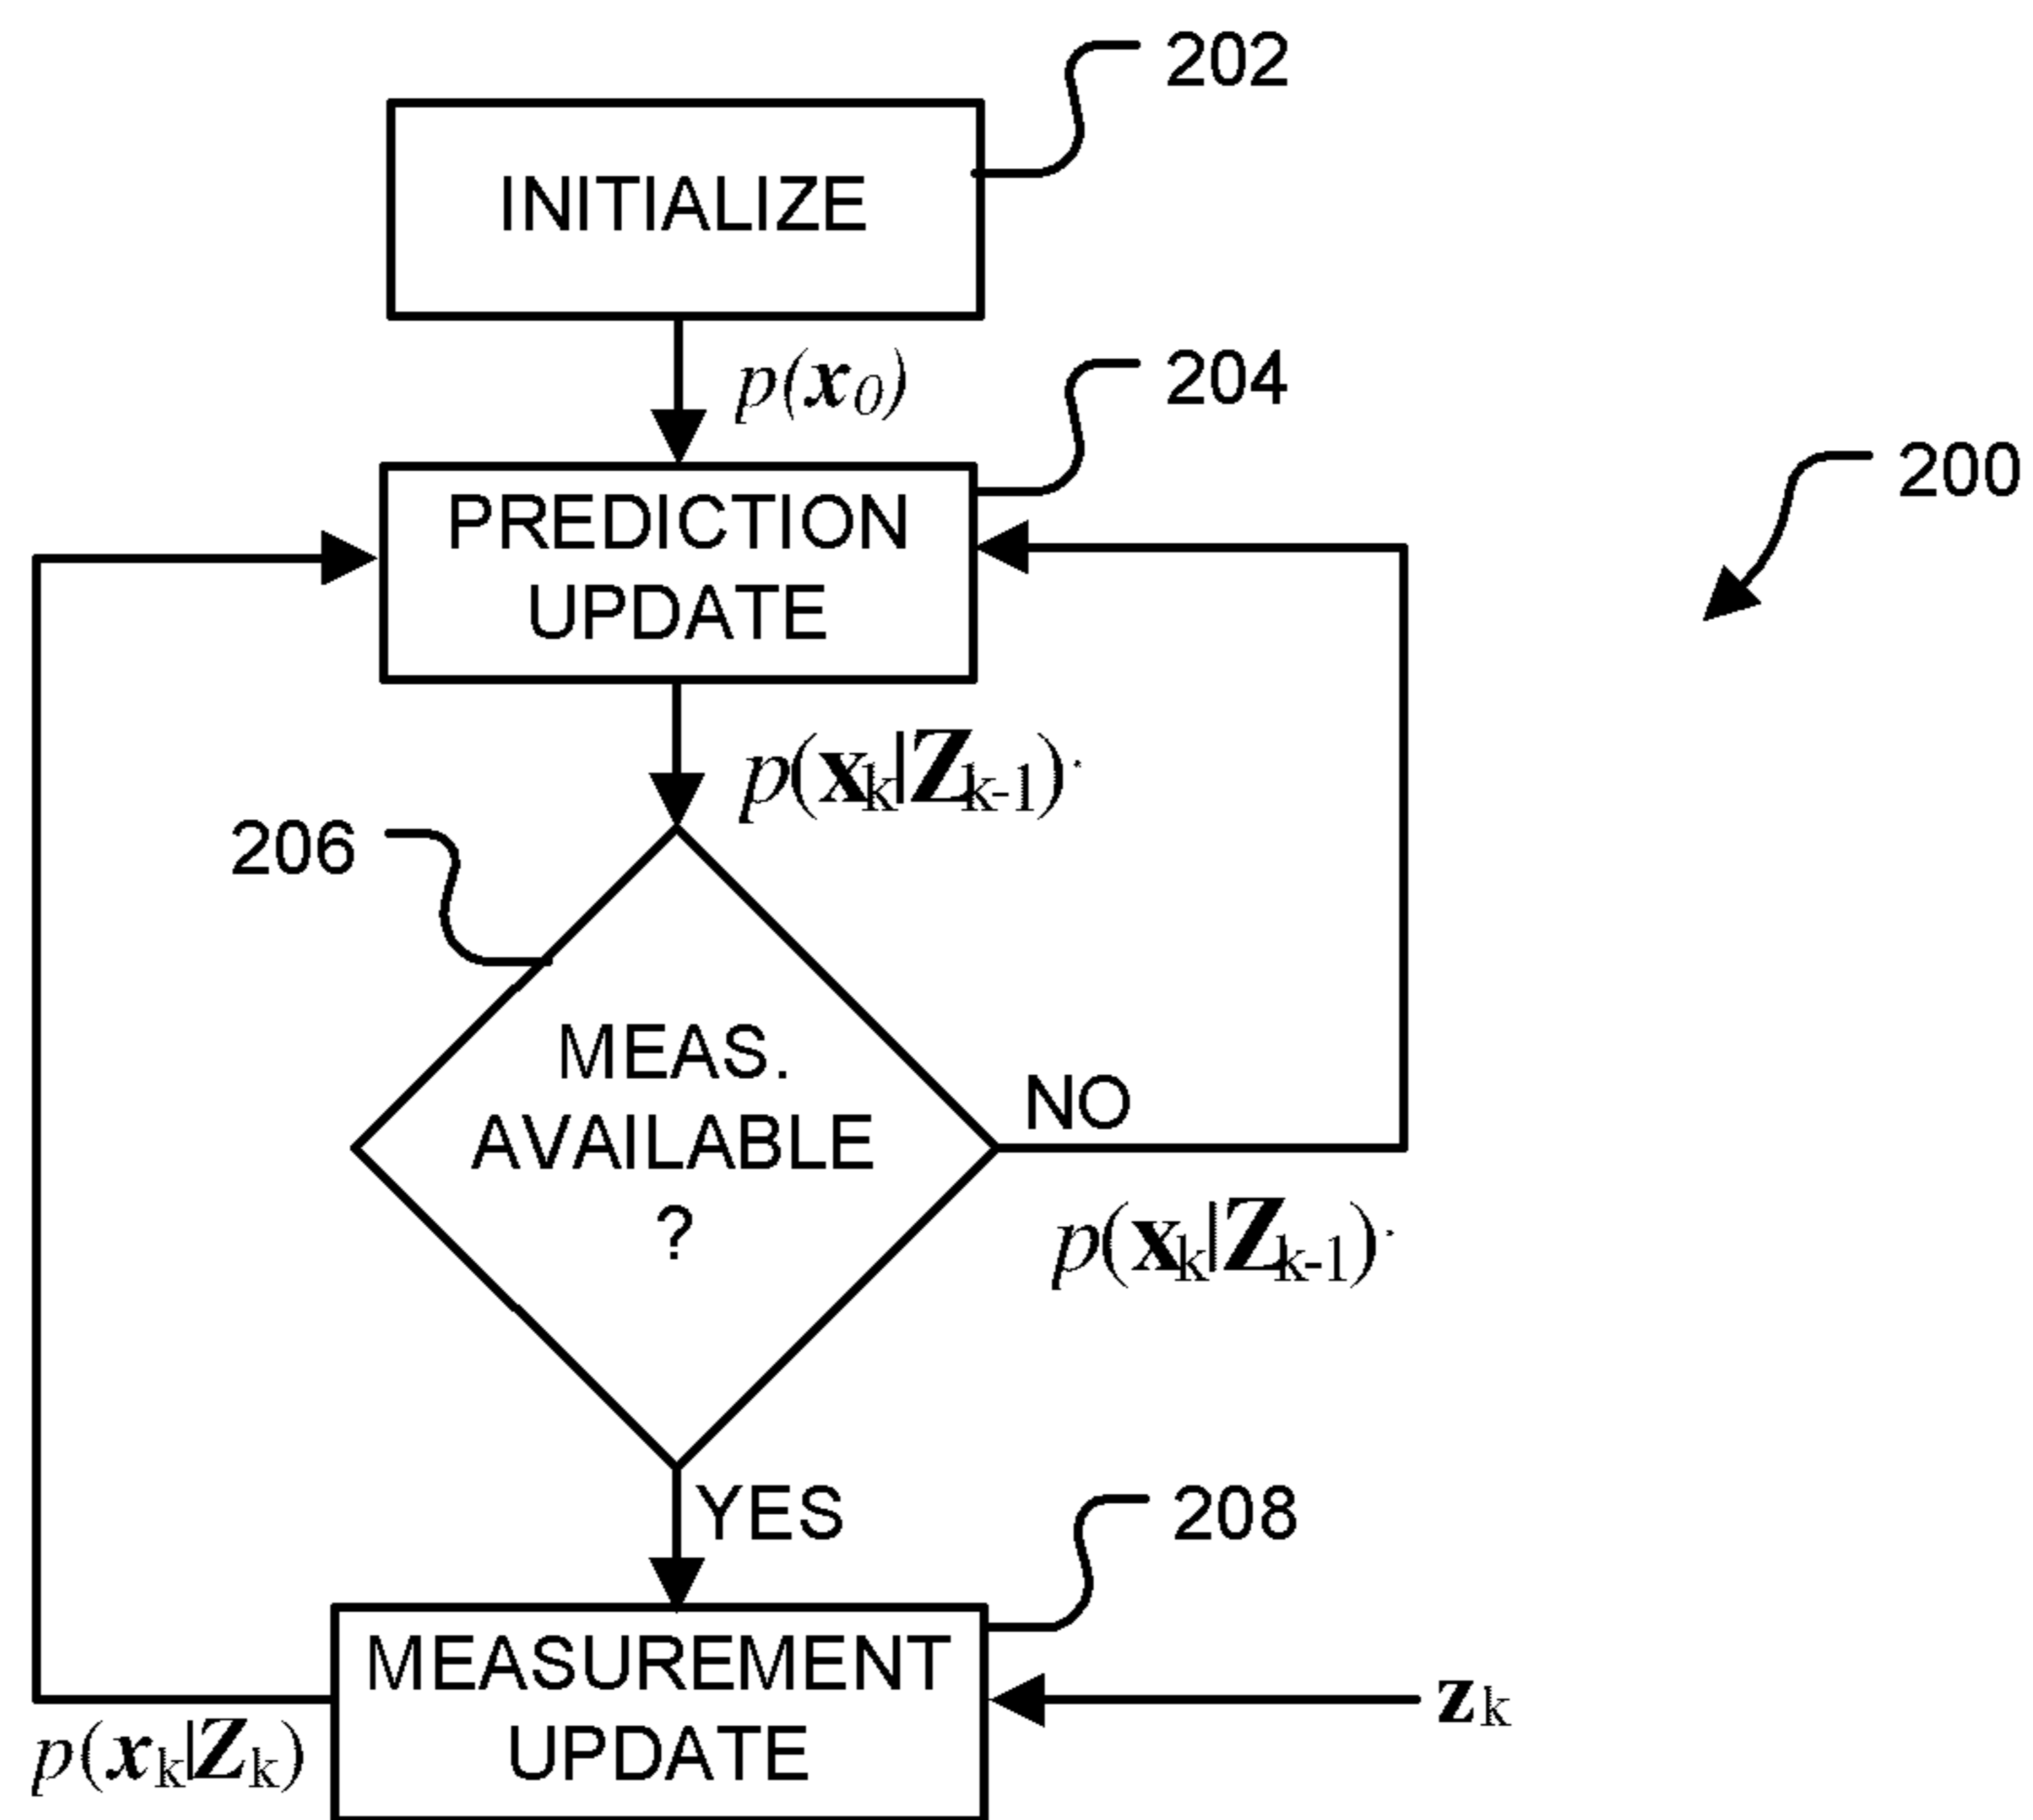 202
INITIALIZE
p(x₀)
204
200
PREDICTION
UPDATE
p(xₖ|Zₖ₋₁)
206
MEAS.
AVAILABLE
?
NO
p(xₖ|Zₖ₋₁)
YES
208
MEASUREMENT
UPDATE
zₖ
p(xₖ|Zₖ)